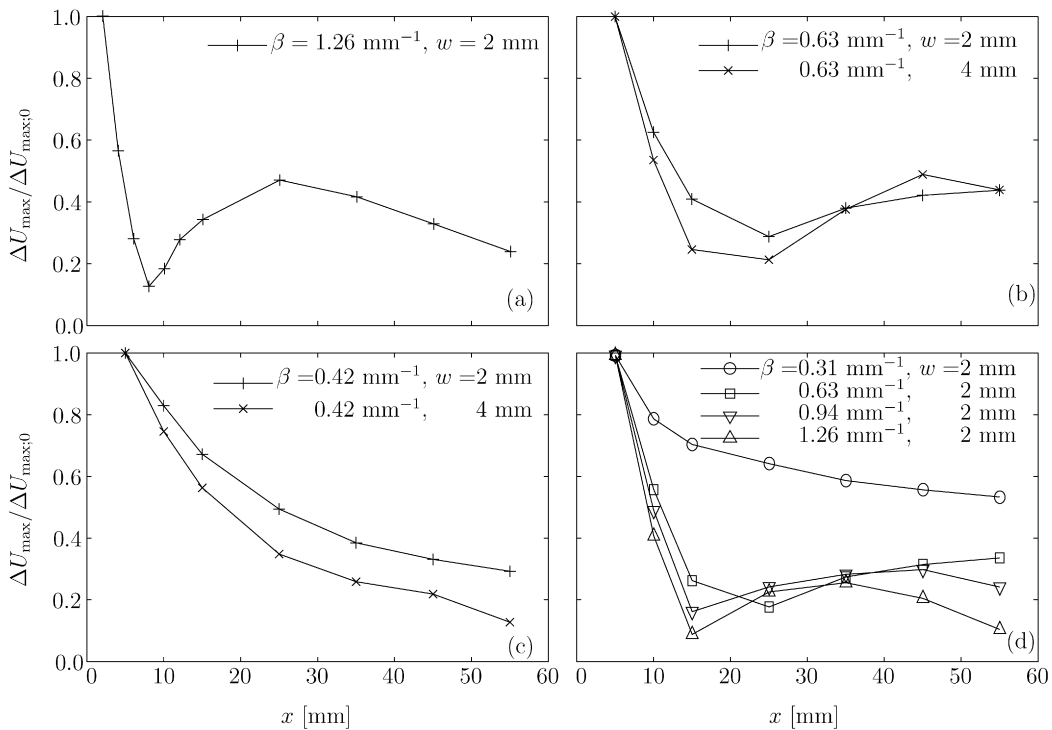 1.0
0.8
0.6
0.4
0.2
0.0
ΔU_max/ΔU_max;0
β = 1.26 mm⁻¹, w = 2 mm
(a)
β =0.63 mm⁻¹, w =2 mm
0.63 mm⁻¹, 4 mm
(b)
1.0
0.8
0.6
0.4
0.2
0.0
ΔU_max/ΔU_max;0
β =0.42 mm⁻¹, w =2 mm
0.42 mm⁻¹, 4 mm
(c)
0 10 20 30 40 50 60
x [mm]
β =0.31 mm⁻¹, w =2 mm
0.63 mm⁻¹, 2 mm
0.94 mm⁻¹, 2 mm
1.26 mm⁻¹, 2 mm
(d)
0 10 20 30 40 50 60
x [mm]